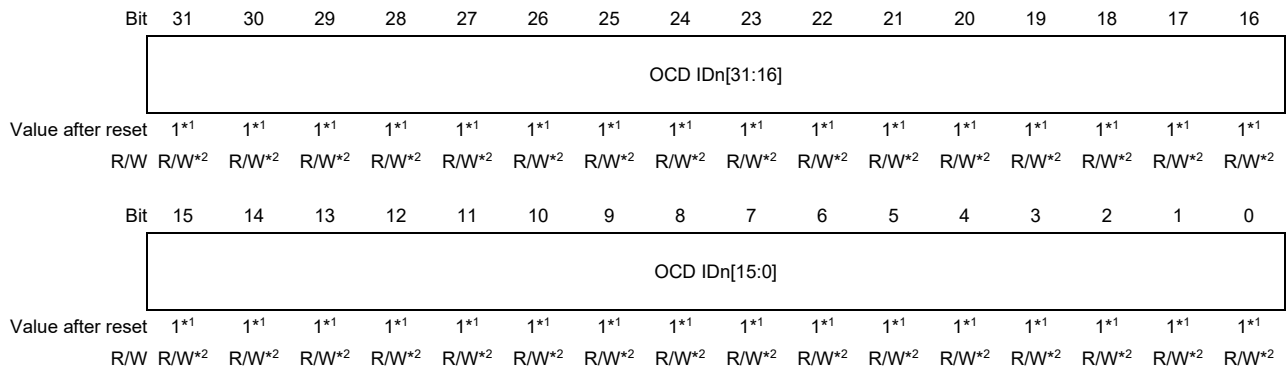 Bit 31 30 29 28 27 26 25 24 23 22 21 20 19 18 17 16
OCD IDn[31:16]
Value after reset 1*1 1*1 1*1 1*1 1*1 1*1 1*1 1*1 1*1 1*1 1*1 1*1 1*1 1*1 1*1 1*1
R/W R/W*2 R/W*2 R/W*2 R/W*2 R/W*2 R/W*2 R/W*2 R/W*2 R/W*2 R/W*2 R/W*2 R/W*2 R/W*2 R/W*2 R/W*2 R/W*2
Bit 15 14 13 12 11 10 9 8 7 6 5 4 3 2 1 0
OCD IDn[15:0]
Value after reset 1*1 1*1 1*1 1*1 1*1 1*1 1*1 1*1 1*1 1*1 1*1 1*1 1*1 1*1 1*1 1*1
R/W R/W*2 R/W*2 R/W*2 R/W*2 R/W*2 R/W*2 R/W*2 R/W*2 R/W*2 R/W*2 R/W*2 R/W*2 R/W*2 R/W*2 R/W*2 R/W*2